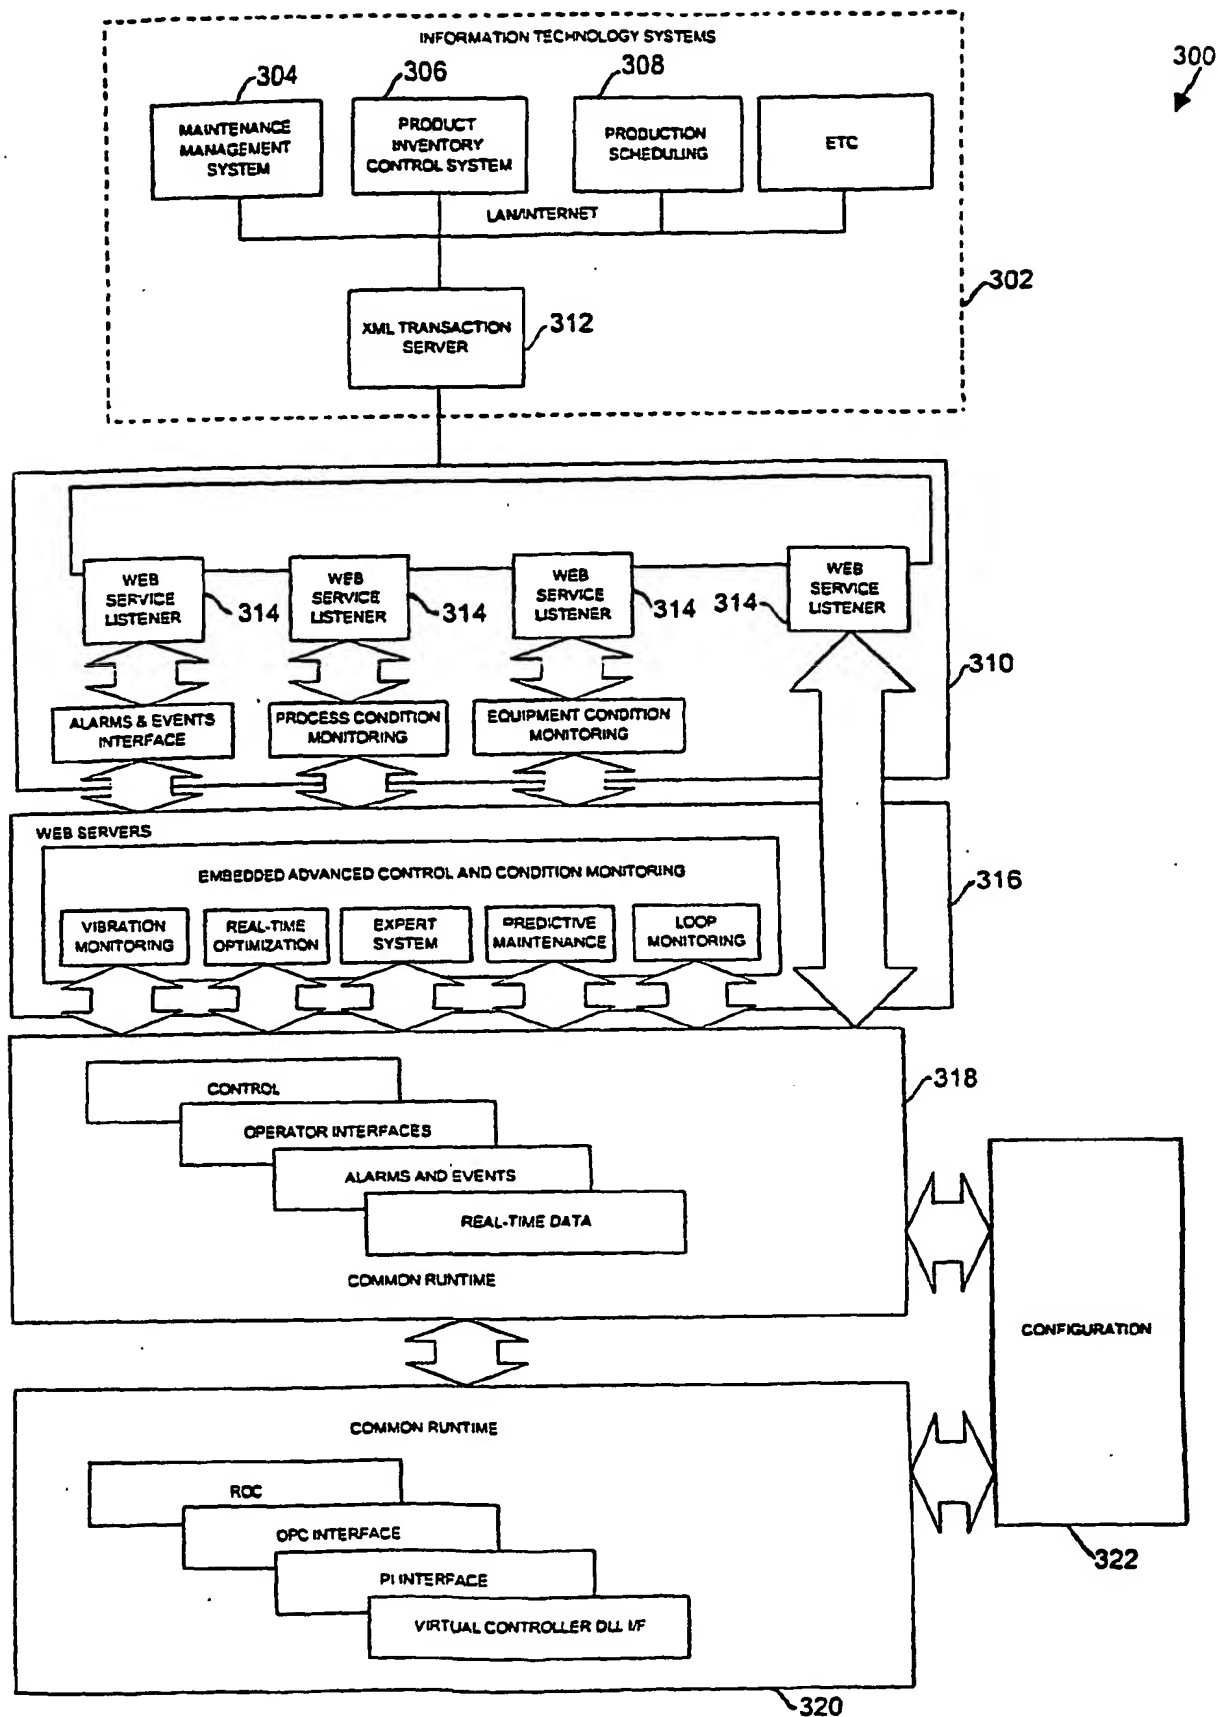 INFORMATION TECHNOLOGY SYSTEMS
300
304
306
308
MAINTENANCE
MANAGEMENT
SYSTEM
PRODUCT
INVENTORY
CONTROL SYSTEM
PRODUCTION
SCHEDULING
ETC
LAN/INTERNET
302
XML TRANSACTION
SERVER
312
WEB
SERVICE
LISTENER
314
WEB
SERVICE
LISTENER
314
WEB
SERVICE
LISTENER
314
314
WEB
SERVICE
LISTENER
310
ALARMS & EVENTS
INTERFACE
PROCESS CONDITION
MONITORING
EQUIPMENT CONDITION
MONITORING
WEB SERVERS
EMBEDDED ADVANCED CONTROL AND CONDITION MONITORING
316
VIBRATION
MONITORING
REAL-TIME
OPTIMIZATION
EXPERT
SYSTEM
PREDICTIVE
MAINTENANCE
LOOP
MONITORING
318
CONTROL
OPERATOR INTERFACES
ALARMS AND EVENTS
REAL-TIME DATA
COMMON RUNTIME
CONFIGURATION
COMMON RUNTIME
ROC
OPC INTERFACE
PI INTERFACE
VIRTUAL CONTROLLER DLL I/F
322
320